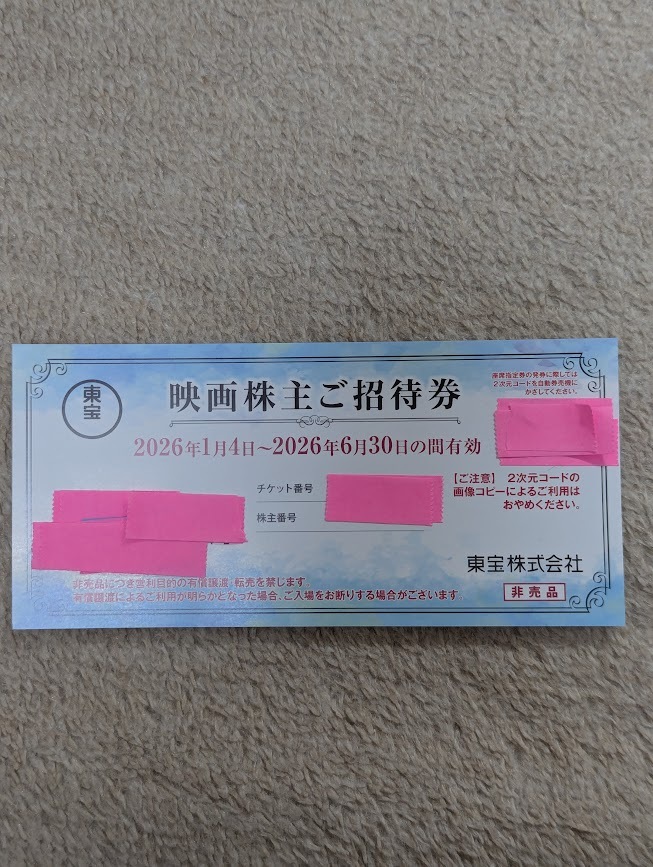 東宝
映画株主ご招待券
2026年1月4日～2026年6月30日の間有効
座席指定券の発券に際しては
2次元コードを自動券売機に
かざしてください。
チケット番号
株主番号
【ご注意】 2次元コードの
画像コピーによるご利用は
おやめください。
東宝株式会社
非売品
非売品につき営利目的の有償譲渡、転売を禁じます。
有償譲渡によるご利用が明らかとなった場合、ご入場をお断りする場合がございます。